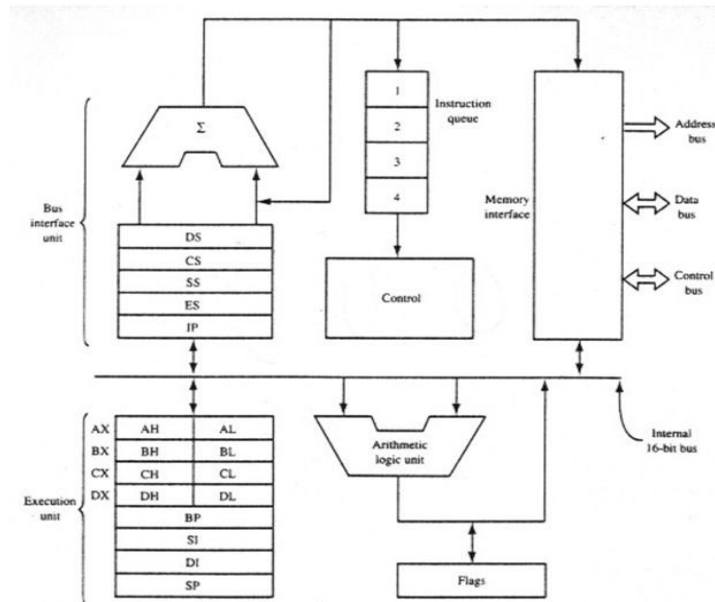 Σ
1
2
3
4
Instruction
queue
Memory
interface
Address
bus
Data
bus
Control
bus
Bus
interface
unit
DS
CS
SS
ES
IP
Control
Internal
16-bit bus
Execution
unit
AX AH AL
BX BH BL
CX CH CL
DX DH DL
BP
SI
DI
SP
Arithmetic
logic unit
Flags